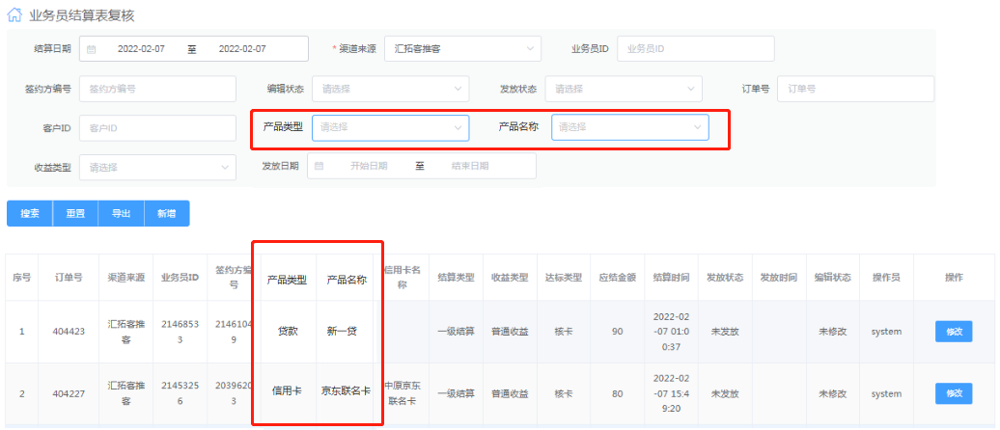 业务员结算表复核
结算日期 2022-02-07 至 2022-02-07 * 渠道来源 汇拓客推客 业务员ID 业务员ID
签约方编号 签约方编号 编辑状态 请选择 发放状态 请选择 订单号 订单号
客户ID 客户ID 产品类型 请选择 产品名称 请选择
收益类型 请选择 发放日期 开始日期 至 结束日期
搜索 重置 导出 新增
序号 订单号 渠道来源 业务员ID 签约方编号 产品类型 产品名称 信用卡名称 结算类型 收益类型 达标类型 应结金额 结算时间 发放状态 发放时间 编辑状态 操作员 操作
1 404423 汇拓客推客 21468533 21461049 贷款 新一贷 一级结算 普通收益 核卡 90 2022-02-07 01:00:37 未发放 未修改 system 修改
2 404227 汇拓客推客 21453256 20396203 信用卡 京东联名卡 中原京东联名卡 一级结算 普通收益 核卡 80 2022-02-07 15:49:20 未发放 未修改 system 修改